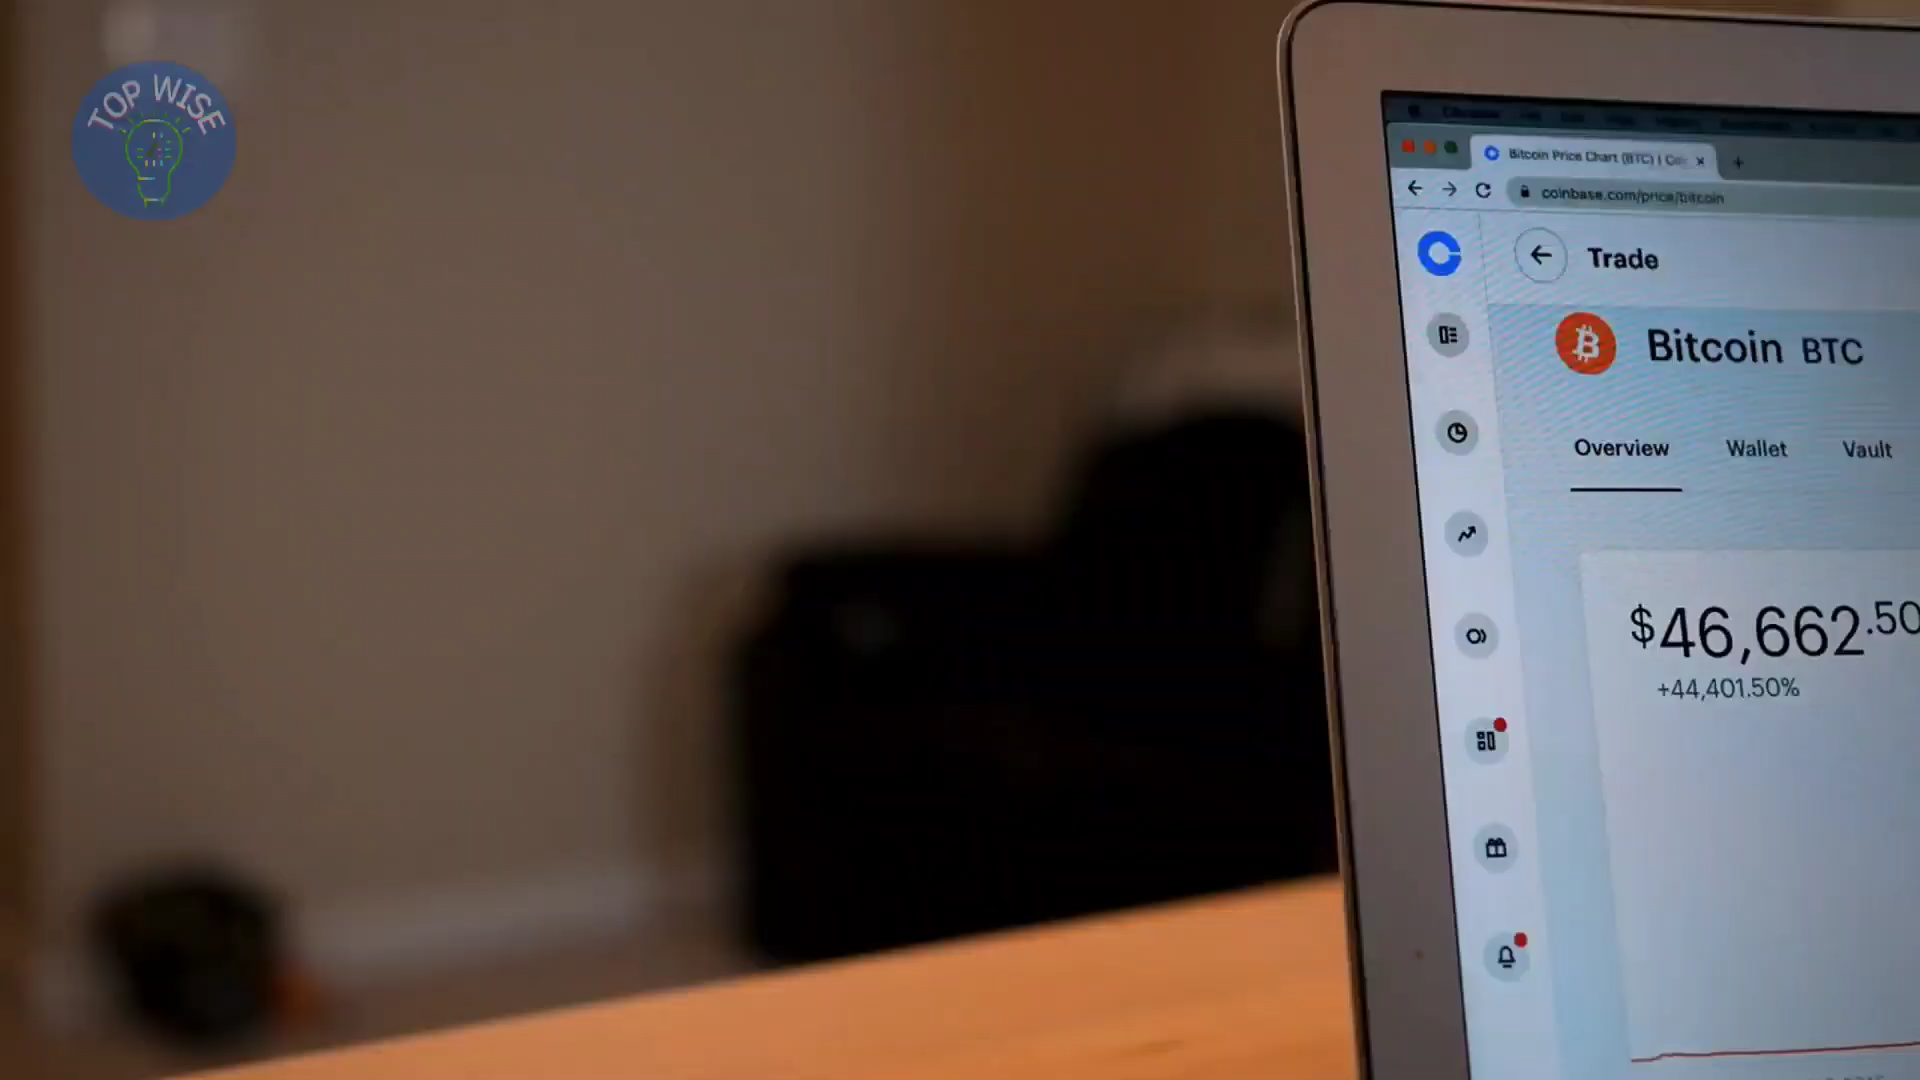 TOP WISE
Bitcoin Price Chart (BTC) | Co
coinbase.com/price/bitcoin
Trade
Bitcoin BTC
Overview Wallet Vault
$46,662.50
+44,401.50%